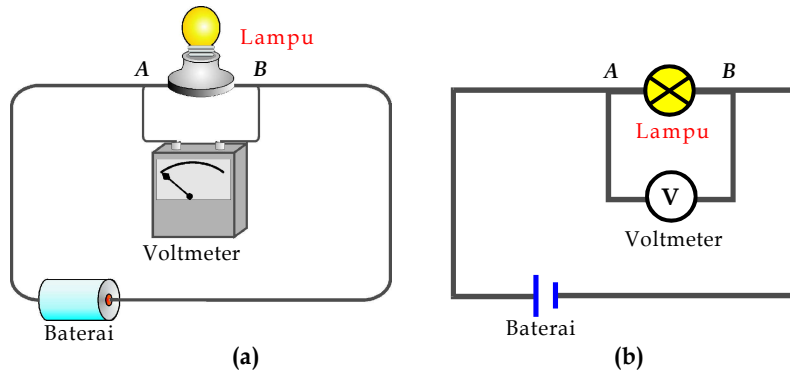 Lampu
A B
Voltmeter
Baterai
(a)
A B
Lampu
V
Voltmeter
Baterai
(b)